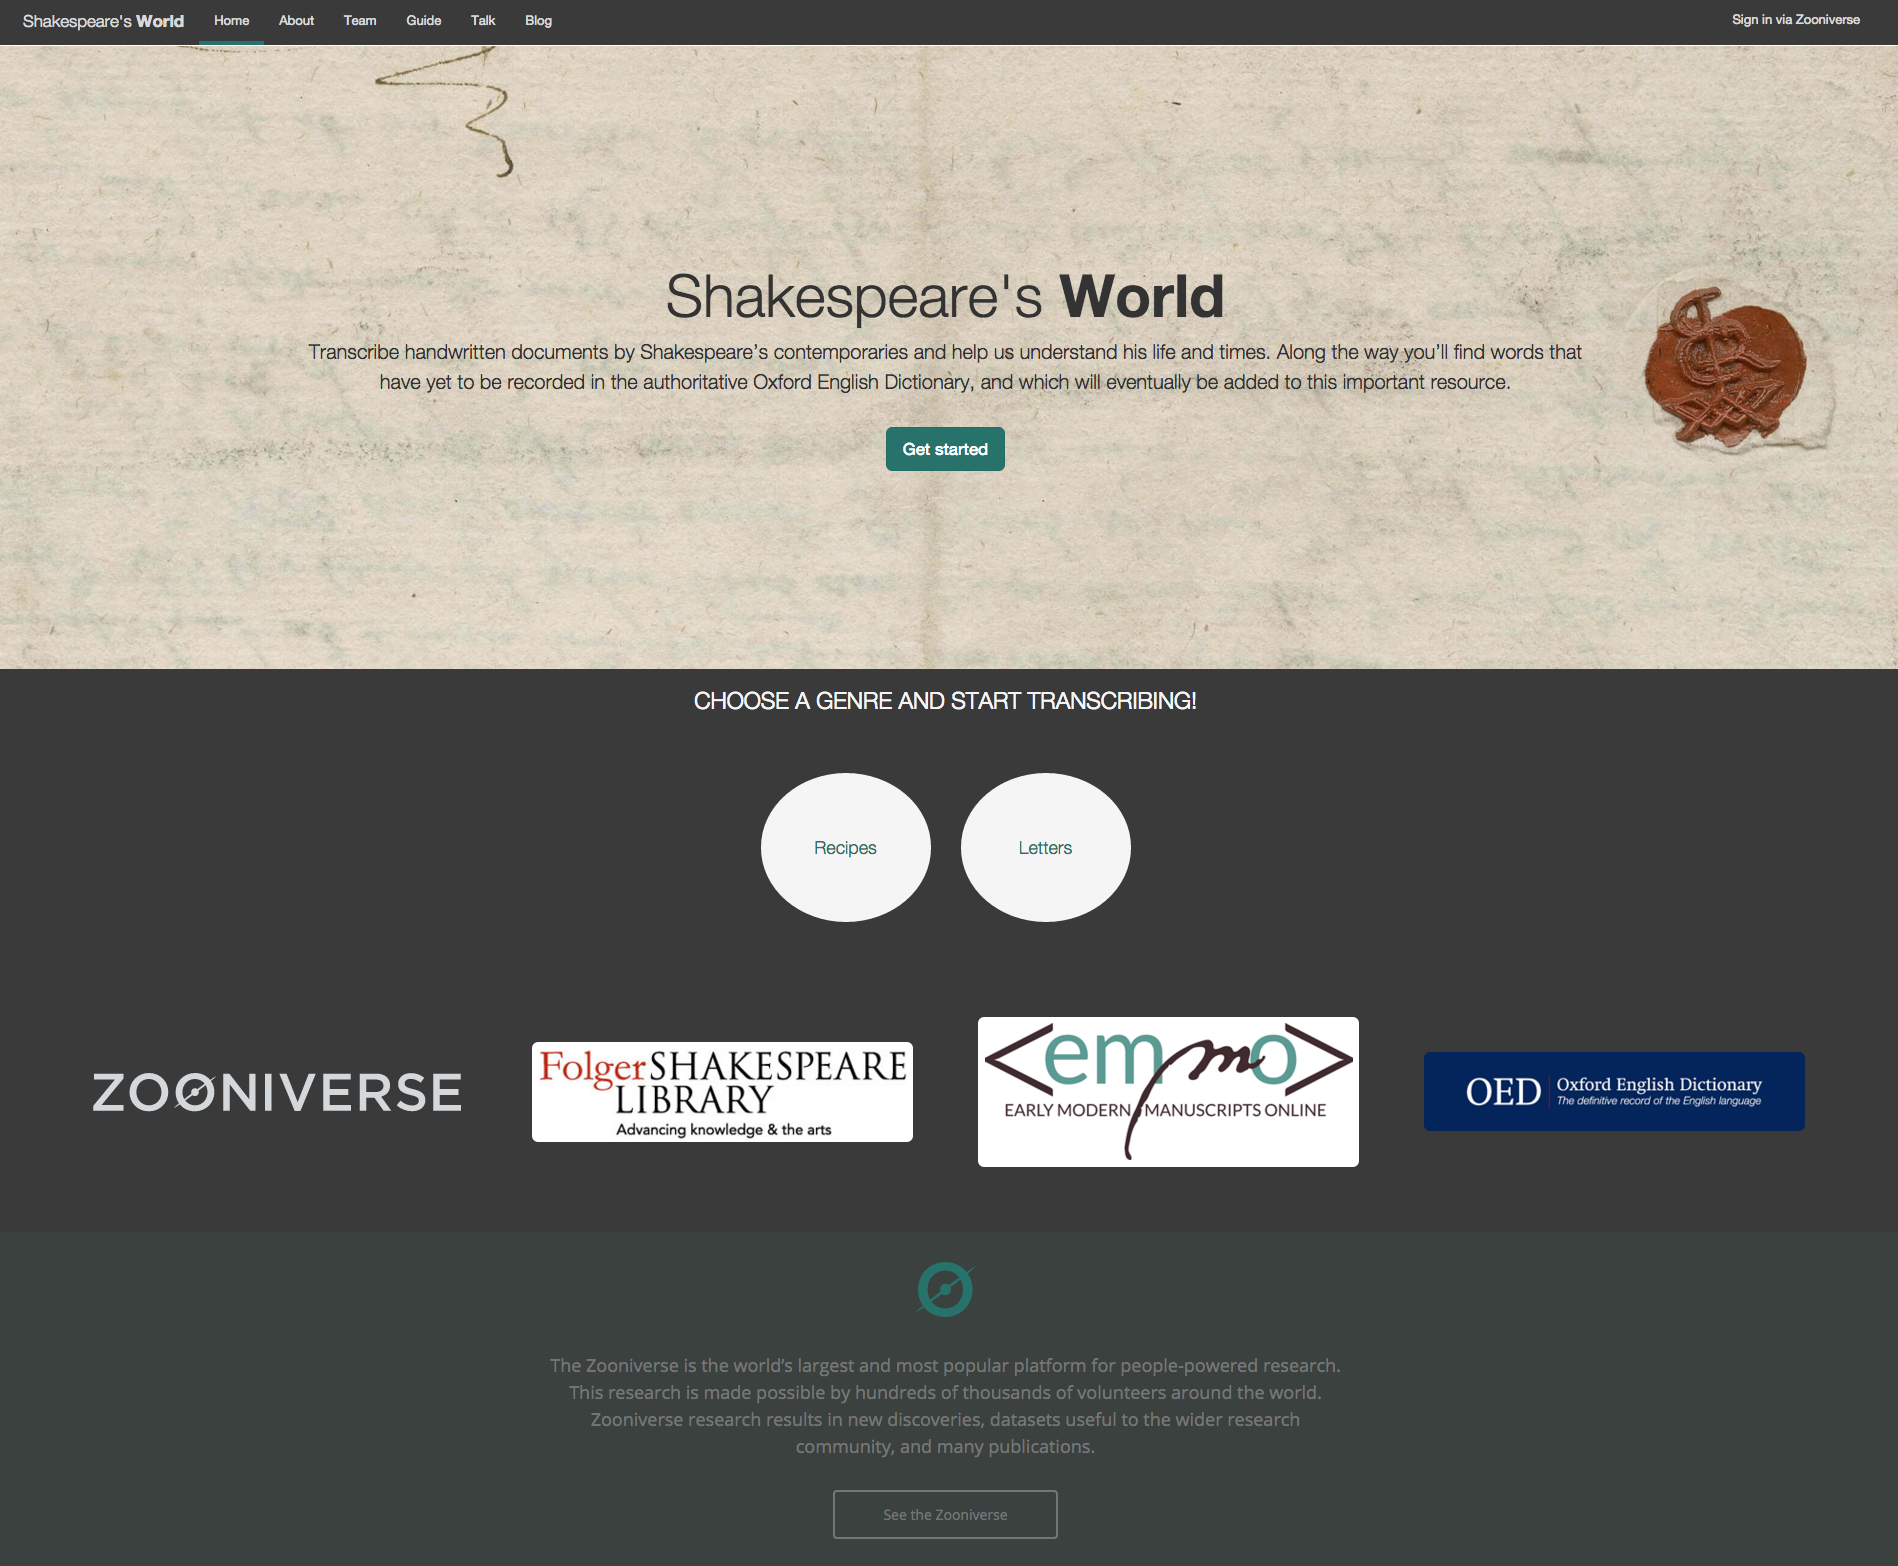 Shakespeare's World Home About Team Guide Talk Blog Sign in via Zooniverse
Shakespeare's World
Transcribe handwritten documents by Shakespeare’s contemporaries and help us understand his life and times. Along the way you’ll find words that
have yet to be recorded in the authoritative Oxford English Dictionary, and which will eventually be added to this important resource.
Get started
CHOOSE A GENRE AND START TRANSCRIBING!
Recipes Letters
ZOONIVERSE
Folger SHAKESPEARE
LIBRARY
Advancing knowledge & the arts
<emmo>
EARLY MODERN MANUSCRIPTS ONLINE
OED Oxford English Dictionary
The definitive record of the English language
The Zooniverse is the world’s largest and most popular platform for people-powered research.
This research is made possible by hundreds of thousands of volunteers around the world.
Zooniverse research results in new discoveries, datasets useful to the wider research
community, and many publications.
See the Zooniverse